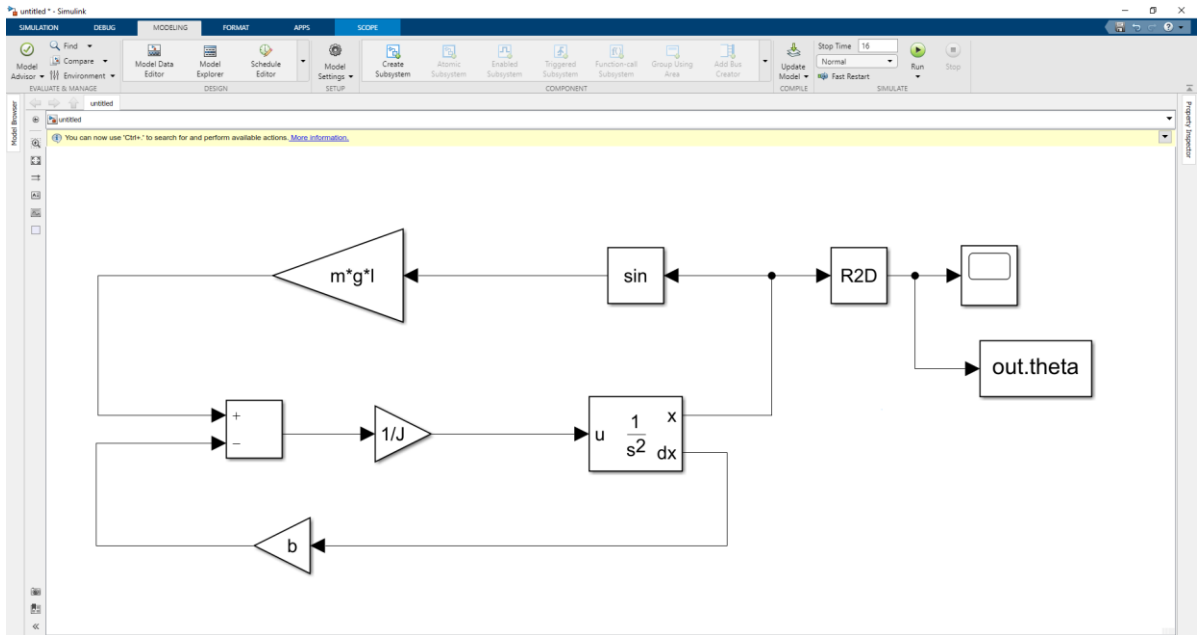 untitled * - Simulink
SIMULATION DEBUG MODELING FORMAT APPS SCOPE
Model Advisor
Find
Compare
Environment
EVALUATE & MANAGE
Model Data Editor
Model Explorer
Schedule Editor
DESIGN
Model Settings
SETUP
Create Subsystem
Atomic Subsystem
Enabled Subsystem
Triggered Subsystem
Function-call Subsystem
Group Using Area
Add Bus Creator
COMPONENT
Update Model
COMPILE
Stop Time 16
Normal
Fast Restart
Run
Stop
SIMULATE
Model Browser
untitled
untitled
Property Inspector
You can now use 'Ctrl+.' to search for and perform available actions. More information.
m*g*l
sin
R2D
out.theta
+
−
1/J
u
1
s2
x
dx
b